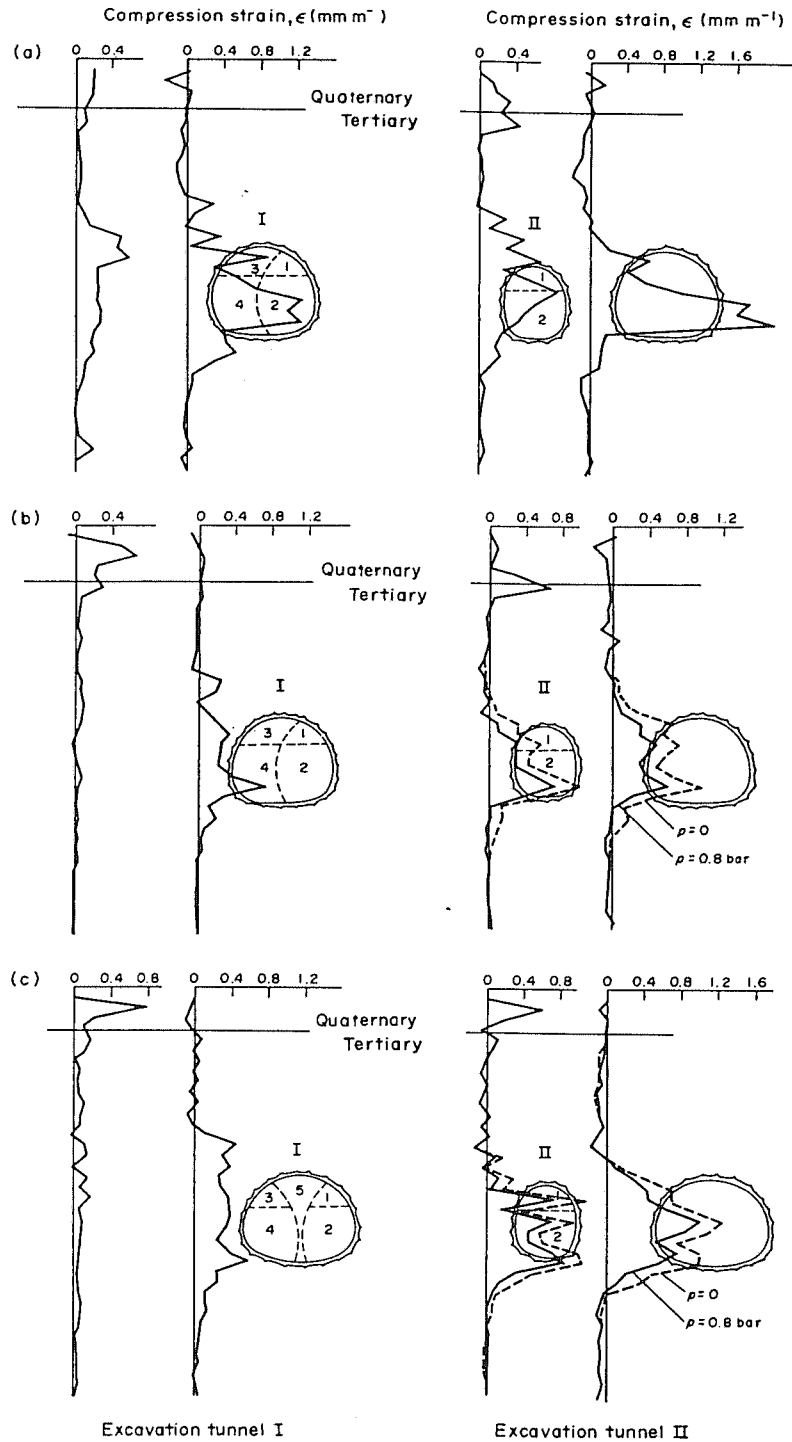 Compression strain, ϵ (mm m⁻)
Compression strain, ϵ (mm m⁻¹)
(a)
0 0.4
0 0.4 0.8 1.2
0 0.4
0 0.4 0.8 1.6
Quaternary
Tertiary
I
3 1
4 2
II
1
2
(b)
0 0.4
0 0.4 0.8 1.2
0 0.4 0.8
0 0.4 0.8 1.2
Quaternary
Tertiary
I
3 1
4 2
II
1
2
p=0
p=0.8 bar
(c)
0 0.4 0.8
0 0.4 0.8 1.2
0 0.8
0 0.4 0.8 1.2 1.6
Quaternary
Tertiary
I
5
3 1
4 2
II
1
2
p=0
p=0.8 bar
Excavation tunnel I
Excavation tunnel II